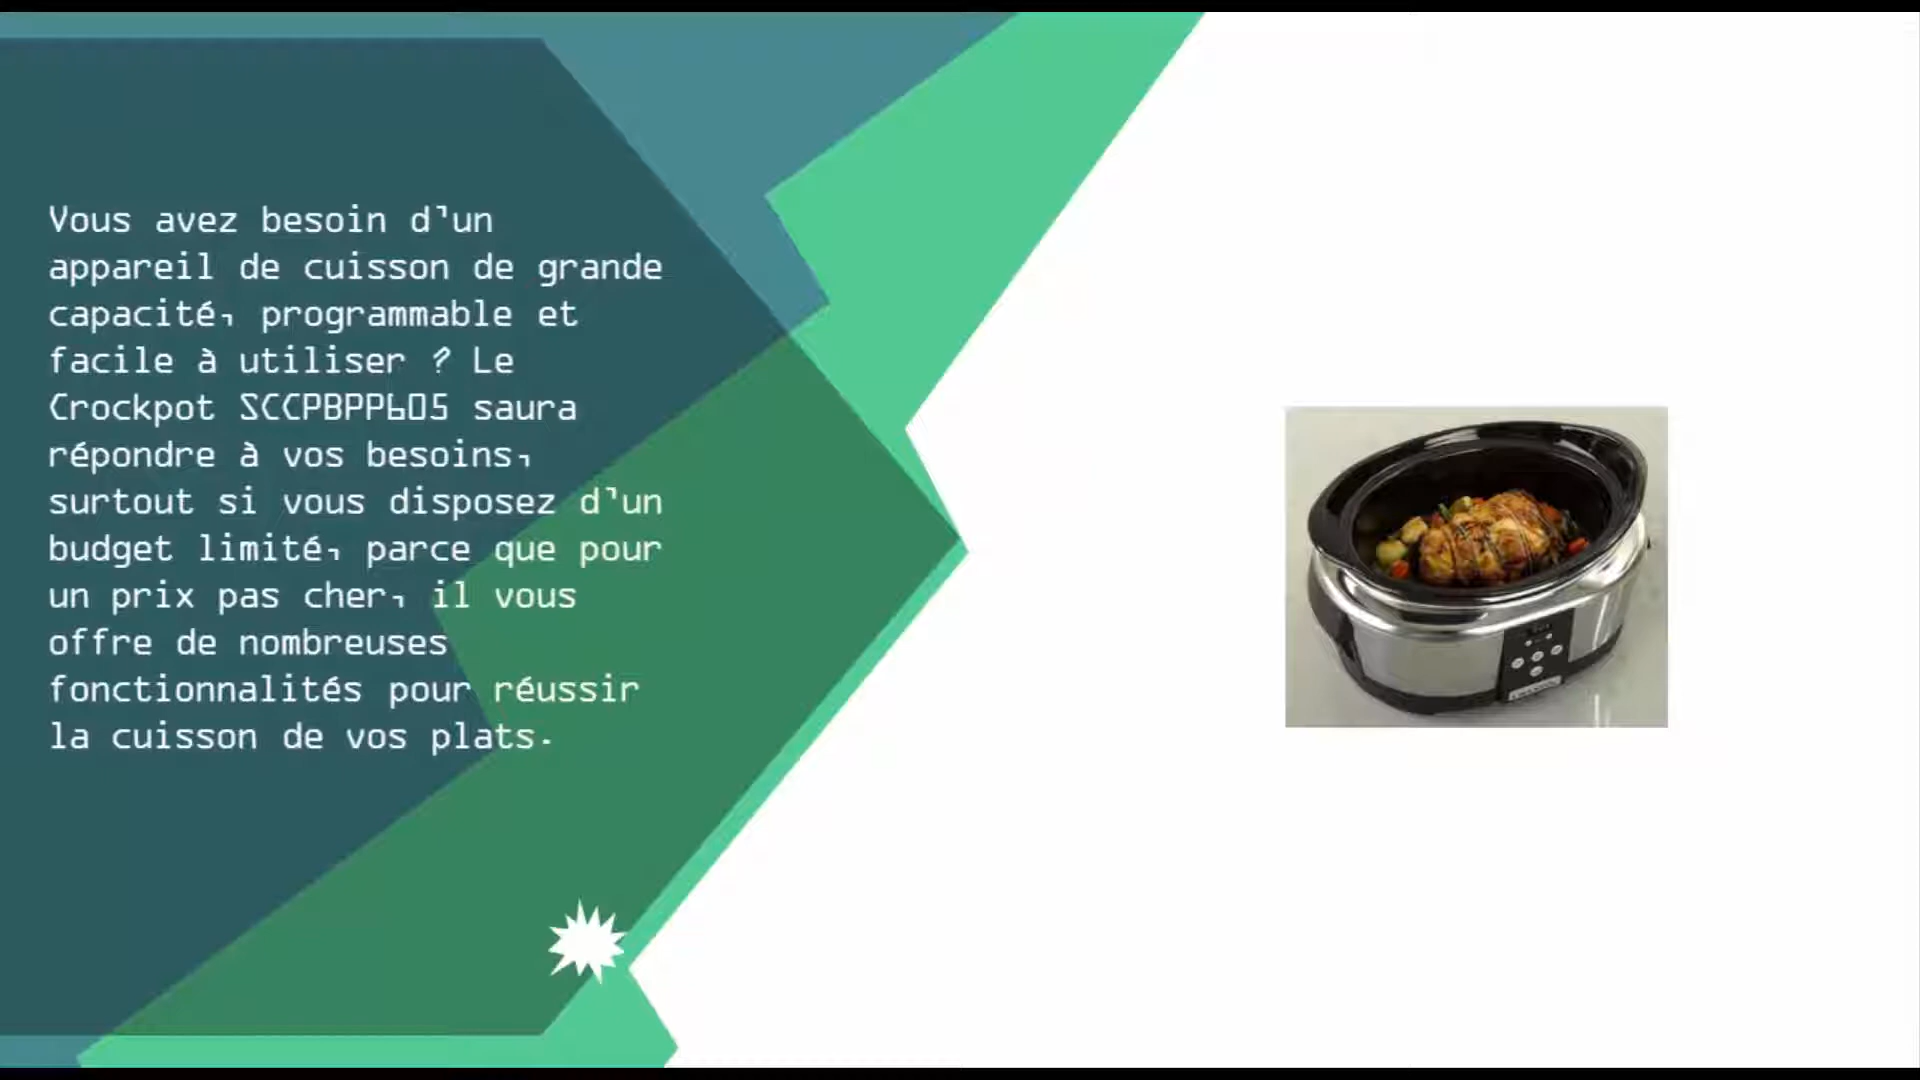 Vous avez besoin d'un
appareil de cuisson de grande
capacité, programmable et
facile à utiliser ? Le
Crockpot SCCPBPP605 saura
répondre à vos besoins,
surtout si vous disposez d'un
budget limité, parce que pour
un prix pas cher, il vous
offre de nombreuses
fonctionnalités pour réussir
la cuisson de vos plats.